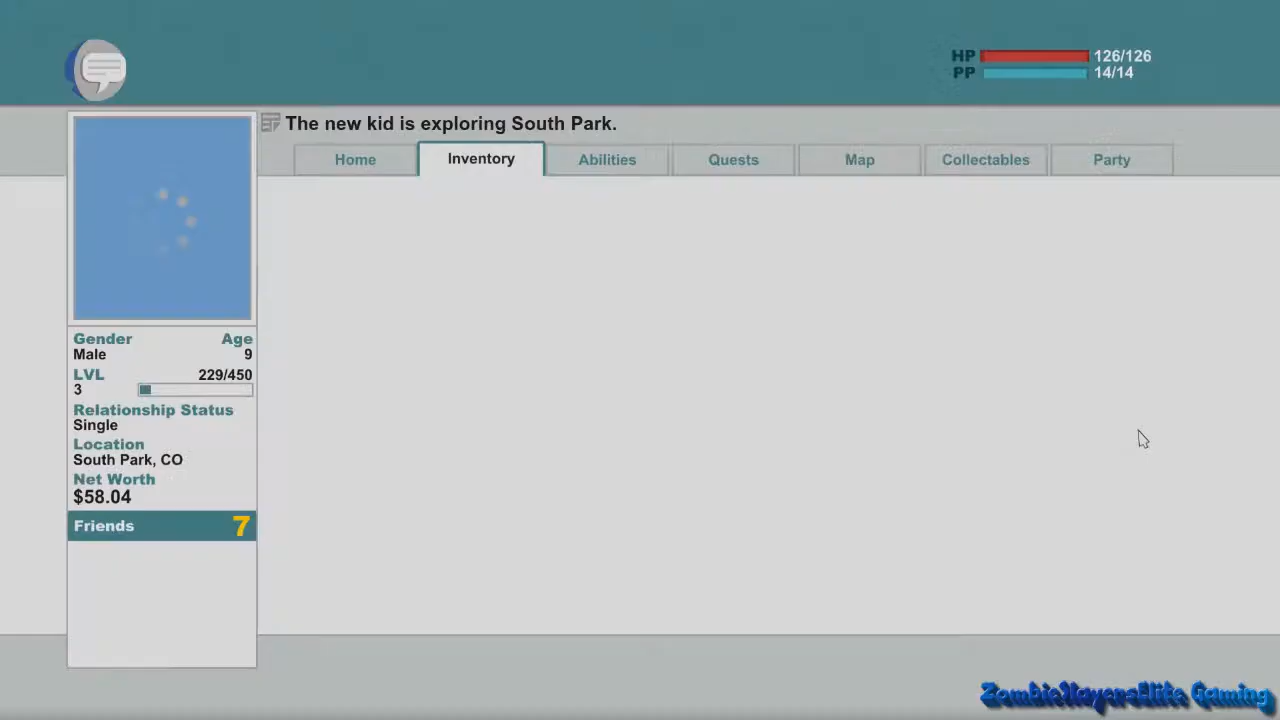 HP 126/126
PP 14/14
The new kid is exploring South Park.
Home Inventory Abilities Quests Map Collectables Party
Gender Age
Male 9
LVL 229/450
3
Relationship Status
Single
Location
South Park, CO
Net Worth
$58.04
Friends 7